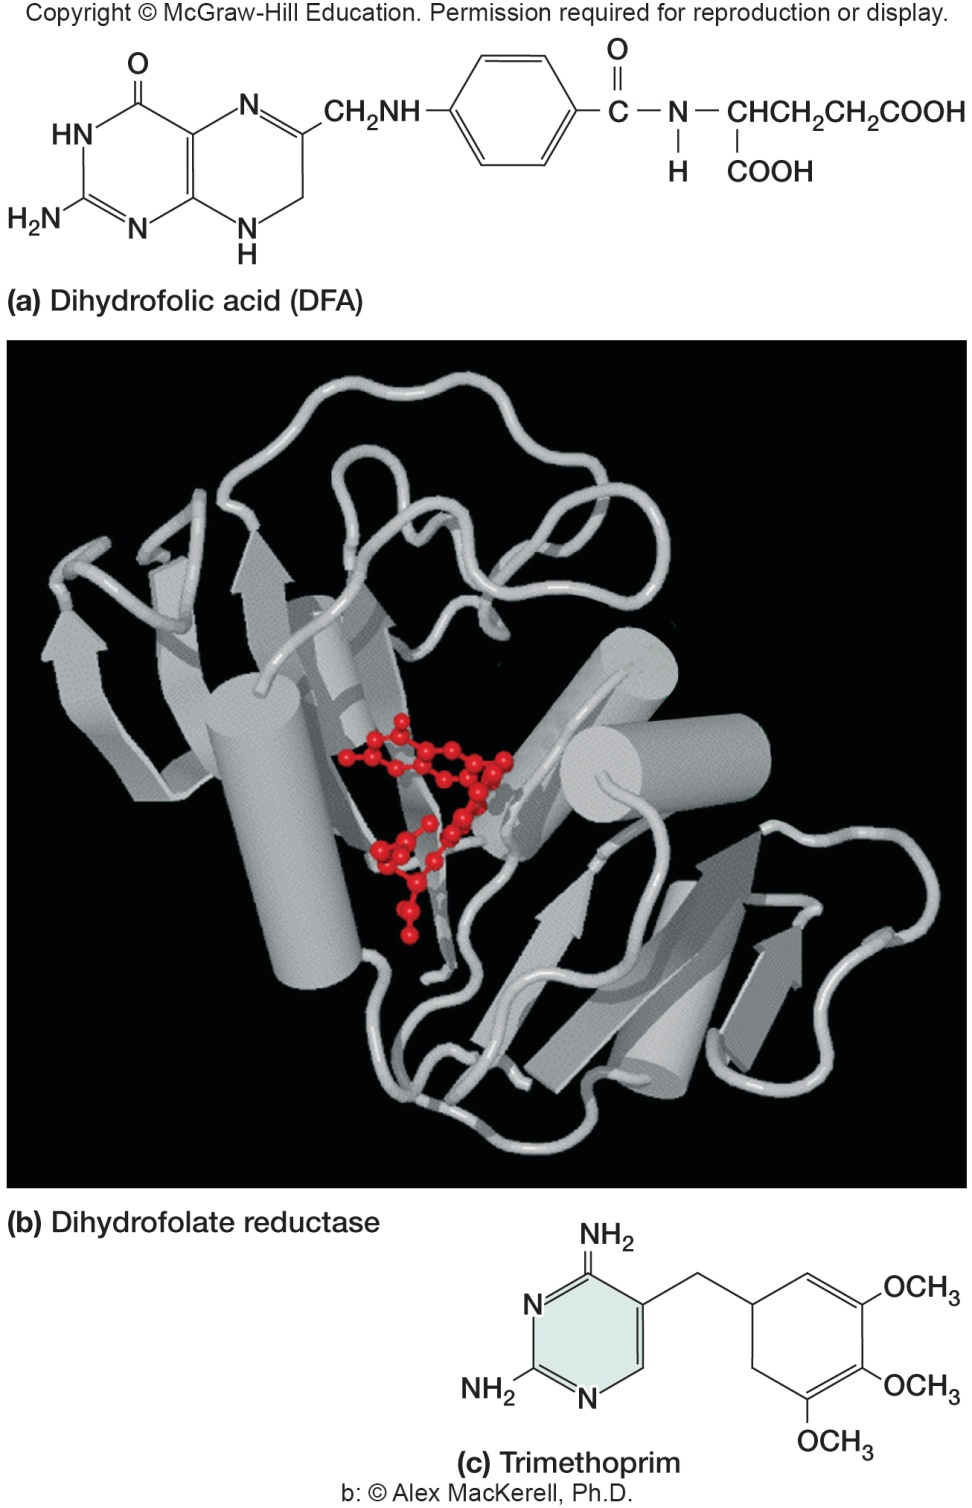 Copyright © McGraw-Hill Education. Permission required for reproduction or display.
O
N
CH₂NH
O
C
N
CHCH₂CH₂COOH
HN
H
COOH
H₂N
N
N
H
(a) Dihydrofolic acid (DFA)
(b) Dihydrofolate reductase
NH₂
N
OCH₃
NH₂
N
OCH₃
OCH₃
(c) Trimethoprim
b: © Alex MacKerell, Ph.D.